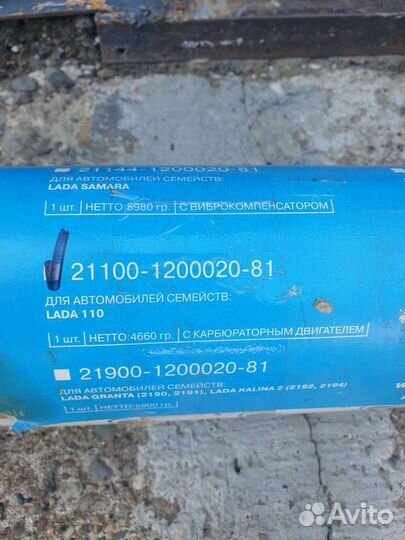 21144-1200020-81
ДЛЯ АВТОМОБИЛЕЙ СЕМЕЙСТВ:
LADA SAMARA
1 шт. НЕТТО:5980 гр. С ВИБРОКОМПЕНСАТОРОМ
21100-1200020-81
ДЛЯ АВТОМОБИЛЕЙ СЕМЕЙСТВ:
LADA 110
1 шт. НЕТТО:4660 гр. С КАРБЮРАТОРНЫМ ДВИГАТЕЛЕМ
21900-1200020-81
ДЛЯ АВТОМОБИЛЕЙ СЕМЕЙСТВ:
LADA GRANTA (2190, 2191), LADA KALINA 2 (2192, 2194)
1 шт. НЕТТО:5900 гр.
Avito